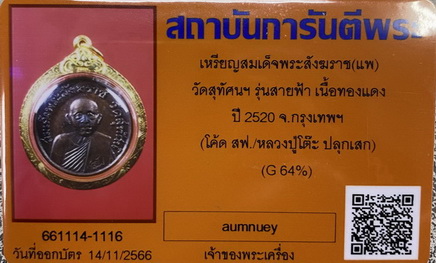 สถาบันการันตีพระ
เหรียญสมเด็จพระสังฆราช(แพ)
วัดสุทัศนฯ รุ่นสายฟ้า เนื้อทองแดง
ปี 2520 จ.กรุงเทพฯ
(โค้ด สฟ./หลวงปู่โต๊ะ ปลุกเสก)
(G 64%)
661114-1116
aumnuey
วันที่ออกบัตร 14/11/2566
เจ้าของพระเครื่อง